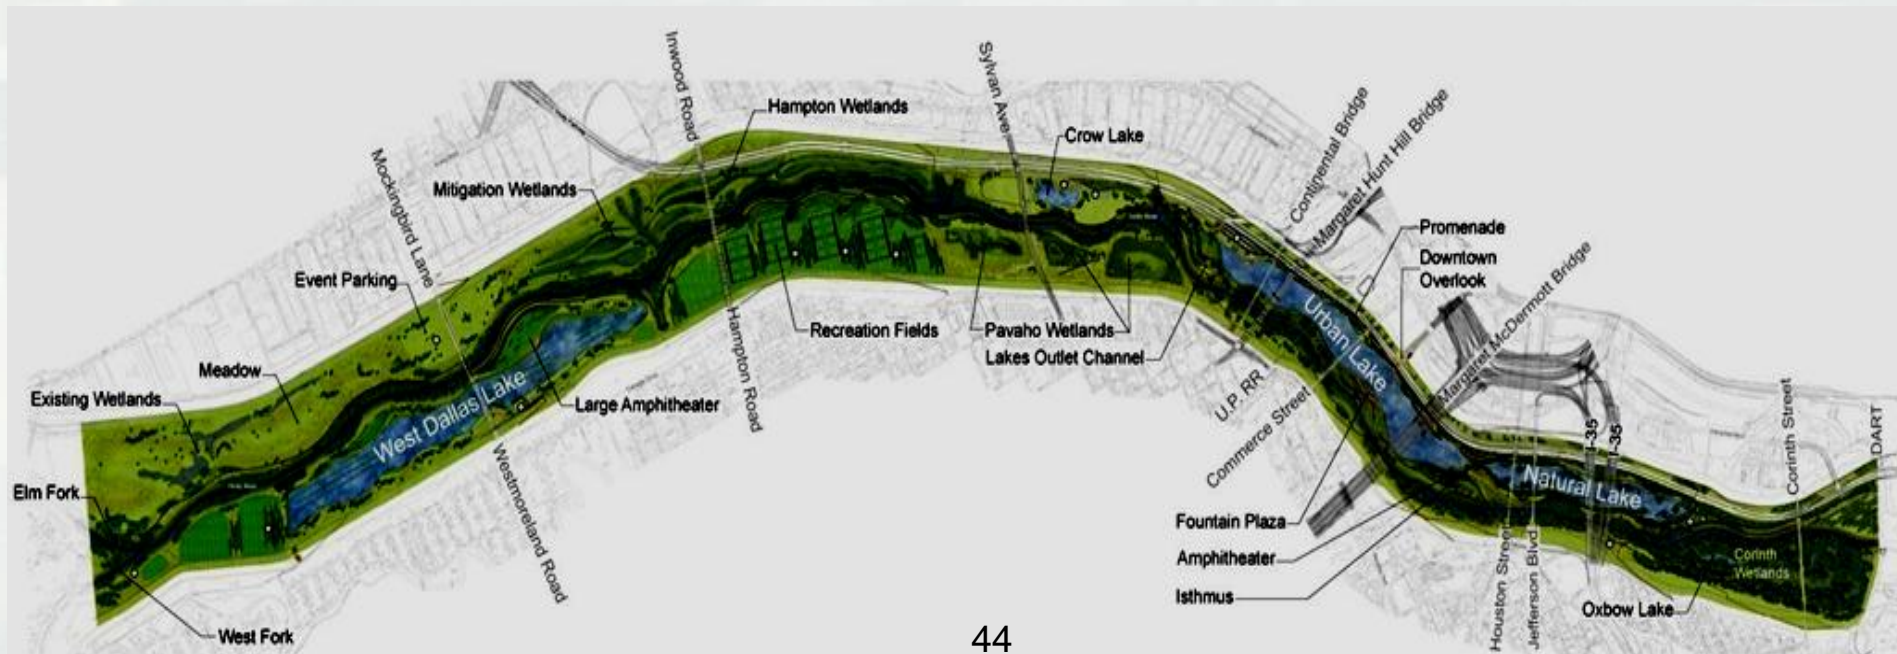 Inwood Road
Sylvan Ave.
Hampton Wetlands
Crow Lake
Continental Bridge
Margaret Hunt Hill Bridge
Mockingbird Lane
Mitigation Wetlands
Promenade
Downtown
Overlook
Margaret McDermott Bridge
Event Parking
Urban Lake
Recreation Fields
Pavaho Wetlands
Lakes Outlet Channel
Hampton Road
Meadow
West Dallas Lake
Large Amphitheater
Existing Wetlands
U.P. RR
Commerce Street
Westmoreland Road
I-35
I-35
Corinth Street
DART
Natural Lake
Elm Fork
Fountain Plaza
Amphitheater
Isthmus
Houston Street
Jefferson Blvd
Corinth
Wetlands
Oxbow Lake
West Fork
44